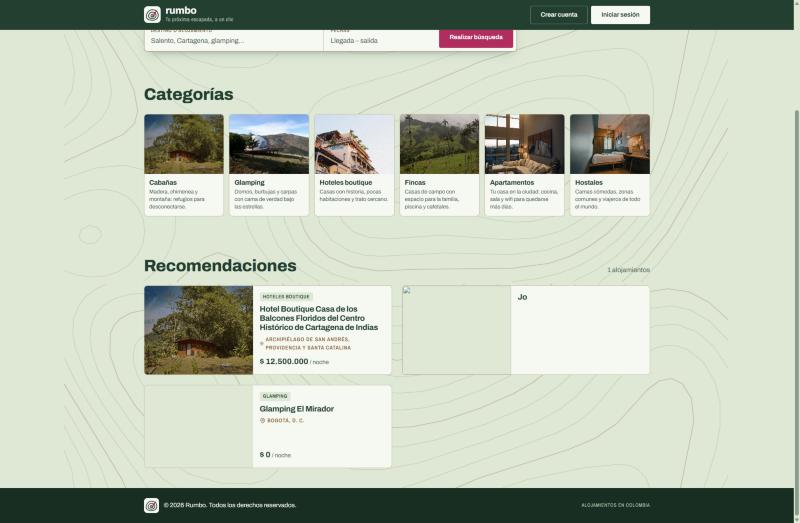 rumbo
Tu próxima escapada, a un clic
Crear cuenta
Iniciar sesión
Salento, Cartagena, glamping...
Llegada – salida
Realizar búsqueda
Categorías
Cabañas
Madera, chimenea y
montaña: refugios para
desconectarse.
Glamping
Domos, burbujas y carpas
con cama de verdad bajo
las estrellas.
Hoteles boutique
Casas con historia, pocas
habitaciones y trato cercano.
Fincas
Casas de campo con
espacio para la familia,
piscina y cafetales.
Apartamentos
Tu casa en la ciudad: cocina,
sala y wifi para quedarse
más días.
Hostales
Camas cómodas, zonas
comunes y viajeros de todo
el mundo.
Recomendaciones
1 alojamientos
HOTELES BOUTIQUE
Hotel Boutique Casa de los
Balcones Floridos del Centro
Histórico de Cartagena de Indias
ARCHIPIÉLAGO DE SAN ANDRÉS,
PROVIDENCIA Y SANTA CATALINA
$ 12.500.000 / noche
Jo
GLAMPING
Glamping El Mirador
BOGOTÁ, D. C.
$ 0 / noche
© 2026 Rumbo. Todos los derechos reservados.
ALOJAMIENTOS EN COLOMBIA